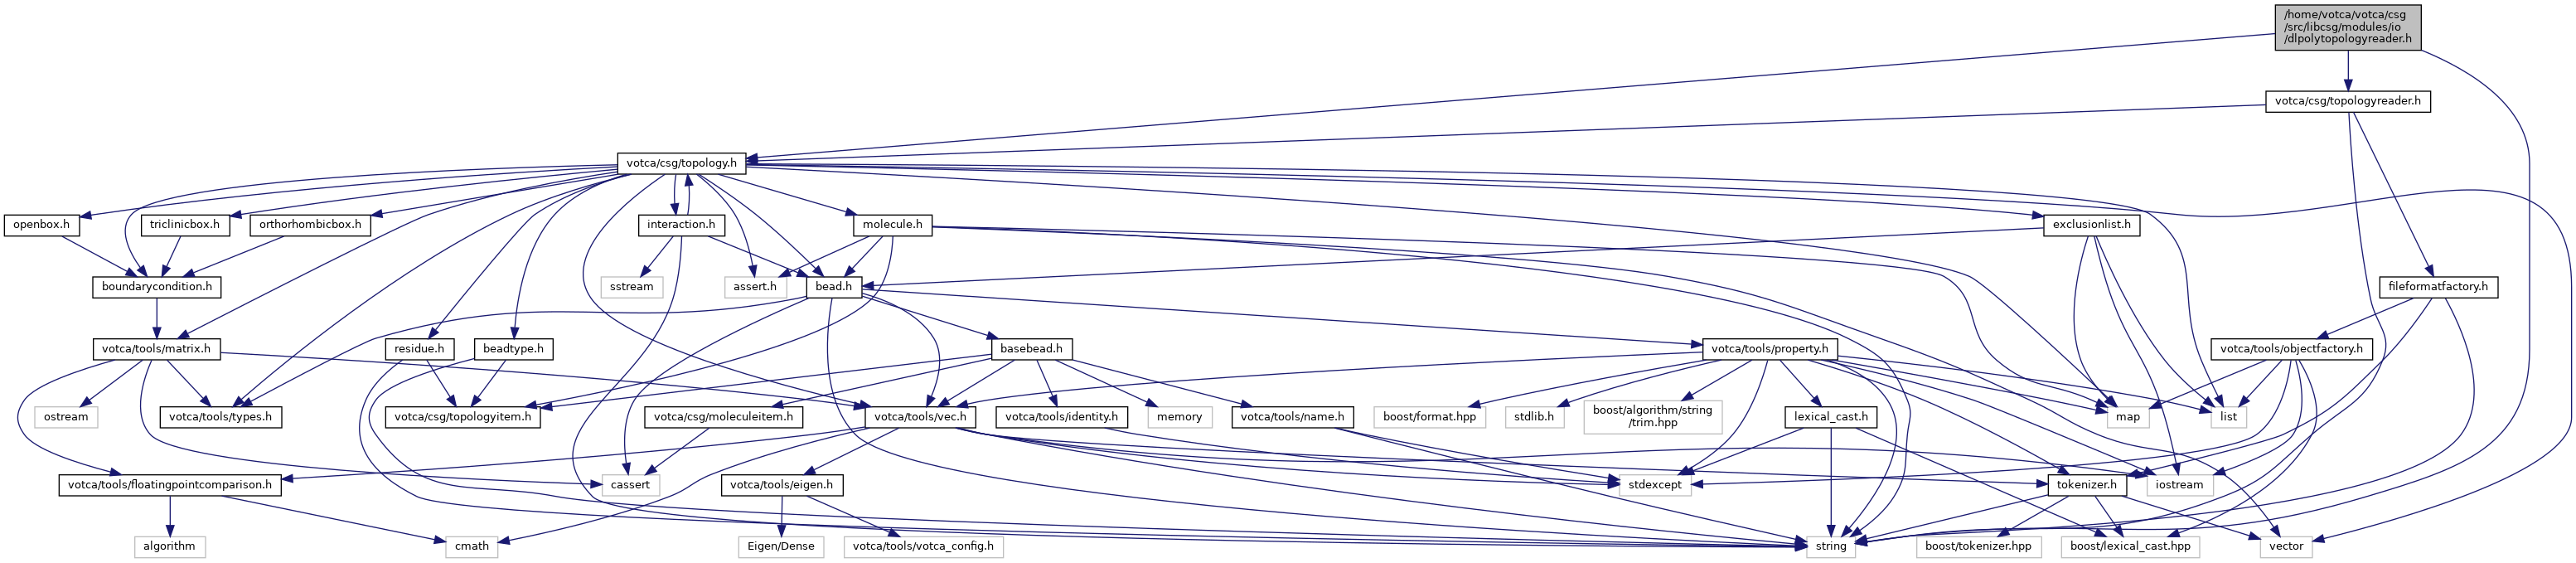 /home/votca/votca/csg
/src/libcsg/modules/io
/dlpolytopologyreader.h
votca/csg/topologyreader.h
votca/csg/topology.h
openbox.h
triclinicbox.h
orthorhombicbox.h
interaction.h
molecule.h
exclusionlist.h
boundarycondition.h
sstream
assert.h
bead.h
fileformatfactory.h
votca/tools/matrix.h
residue.h
beadtype.h
basebead.h
votca/tools/property.h
votca/tools/objectfactory.h
ostream
votca/tools/types.h
votca/csg/topologyitem.h
votca/csg/moleculeitem.h
votca/tools/vec.h
votca/tools/identity.h
memory
votca/tools/name.h
boost/format.hpp
stdlib.h
boost/algorithm/string
/trim.hpp
lexical_cast.h
map
list
votca/tools/floatingpointcomparison.h
cassert
votca/tools/eigen.h
stdexcept
tokenizer.h
iostream
algorithm
cmath
Eigen/Dense
votca/tools/votca_config.h
string
boost/tokenizer.hpp
boost/lexical_cast.hpp
vector